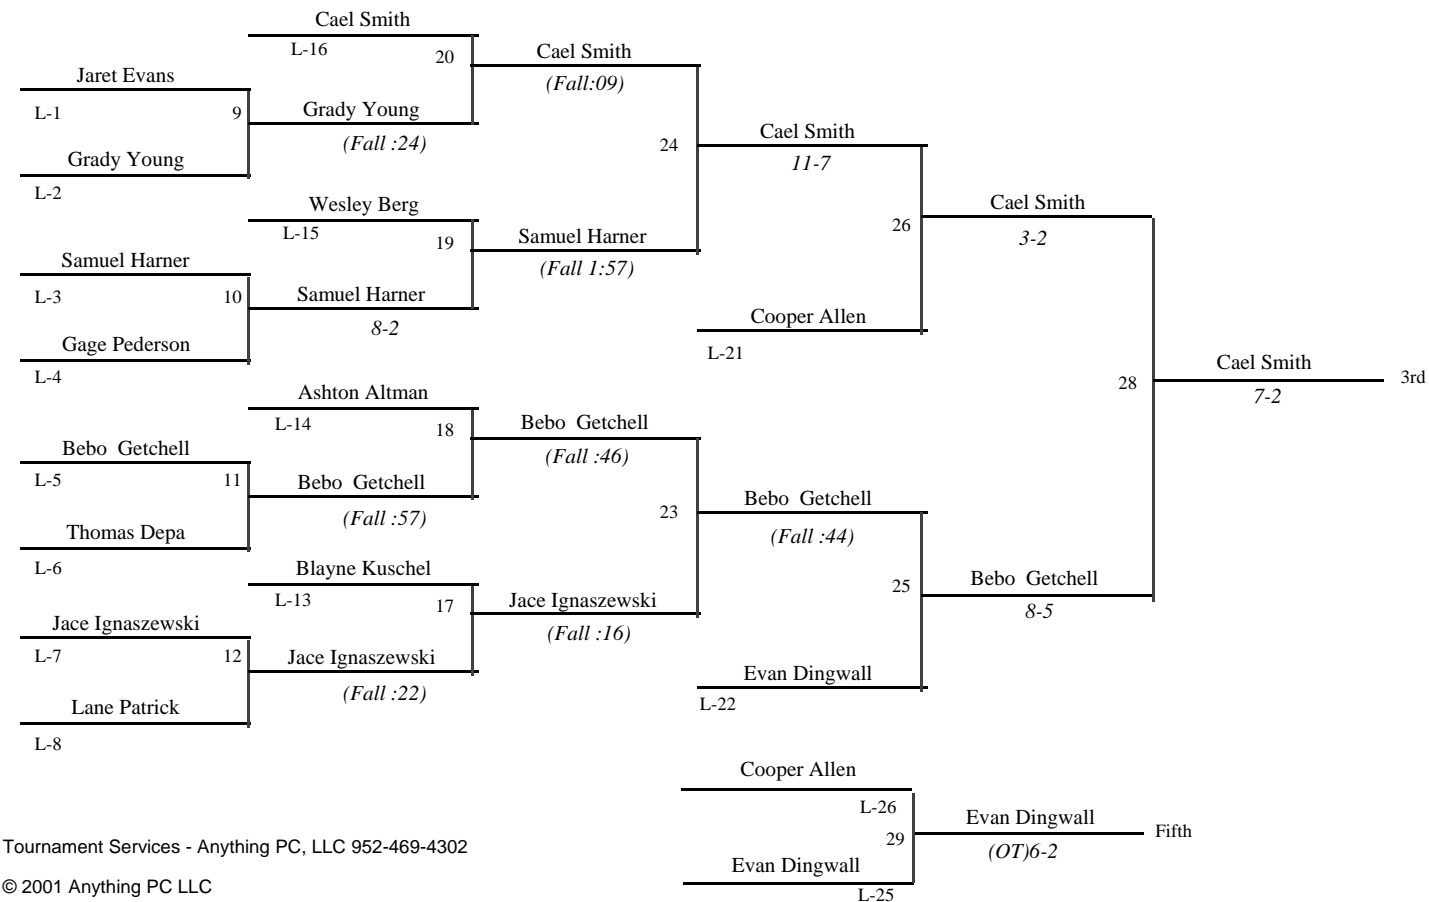 Cael Smith
L-16
20
Cael Smith
(Fall:09)
Jaret Evans
L-1
9
Grady Young
(Fall :24)
Grady Young
L-2
24
Cael Smith
11-7
Wesley Berg
L-15
19
Samuel Harner
(Fall 1:57)
26
Cael Smith
3-2
Samuel Harner
L-3
10
Samuel Harner
8-2
Gage Pederson
L-4
Cooper Allen
L-21
28
Cael Smith
7-2
3rd
Ashton Altman
L-14
18
Bebo  Getchell
(Fall :46)
Bebo  Getchell
L-5
11
Bebo  Getchell
(Fall :57)
Thomas Depa
L-6
23
Bebo  Getchell
(Fall :44)
Blayne Kuschel
L-13
17
Jace Ignaszewski
(Fall :16)
25
Bebo  Getchell
8-5
Jace Ignaszewski
L-7
12
Jace Ignaszewski
(Fall :22)
Lane Patrick
L-8
Evan Dingwall
L-22
Cooper Allen
L-26
29
Evan Dingwall
(OT)6-2
Fifth
Evan Dingwall
L-25
Tournament Services - Anything PC, LLC 952-469-4302
© 2001 Anything PC LLC